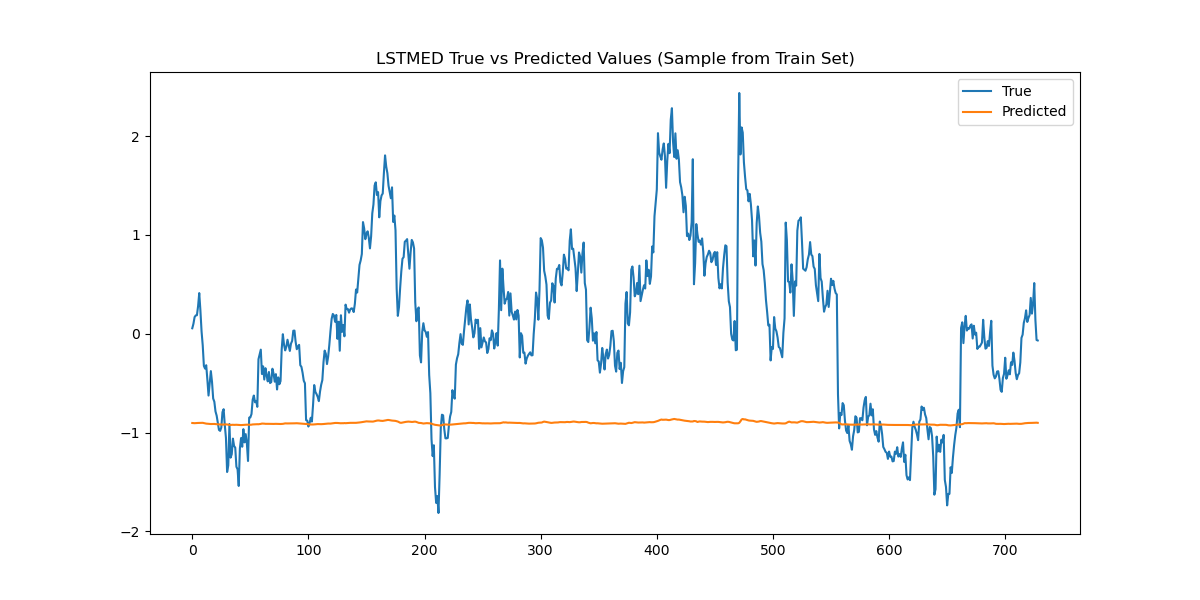 LSTMED True vs Predicted Values (Sample from Train Set)
True
Predicted
2
1
0
−1
−2
0 100 200 300 400 500 600 700